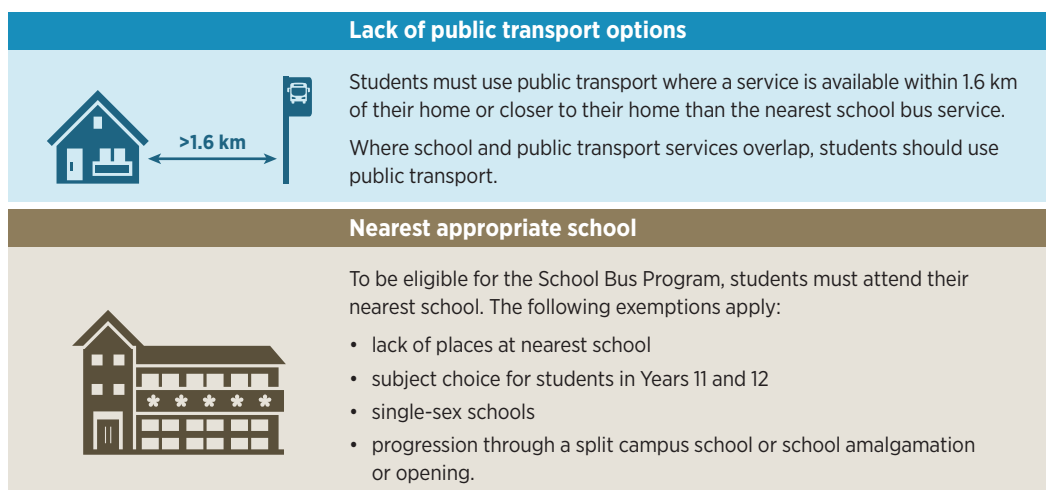 Lack of public transport options
>1.6 km
Students must use public transport where a service is available within 1.6 km
of their home or closer to their home than the nearest school bus service.
Where school and public transport services overlap, students should use
public transport.
Nearest appropriate school
To be eligible for the School Bus Program, students must attend their
nearest school. The following exemptions apply:
• lack of places at nearest school
• subject choice for students in Years 11 and 12
• single-sex schools
• progression through a split campus school or school amalgamation
or opening.